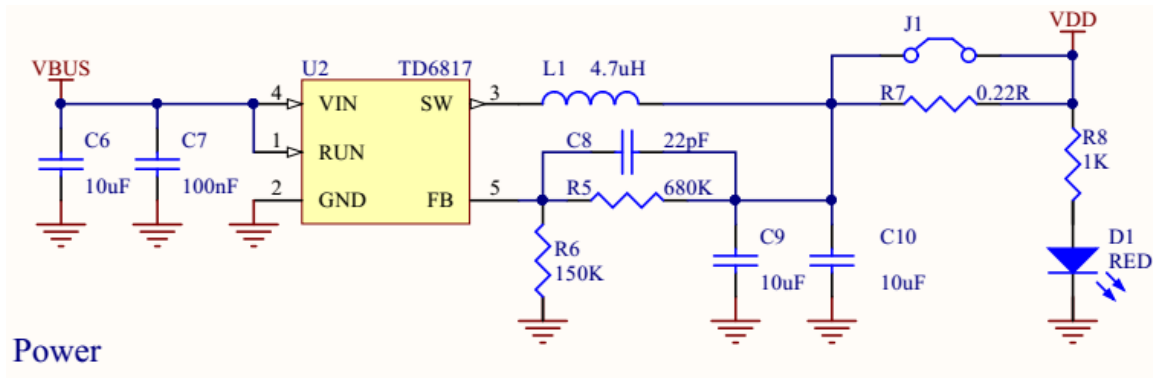 J1
VDD
VBUS
U2 TD6817 L1 4.7uH
4 VIN SW 3 R7 0.22R
C6 C7 1 RUN C8 22pF R8
1K
10uF 100nF 2 GND FB 5 R5 680K
R6 C9 C10 D1
150K 10uF 10uF RED
Power